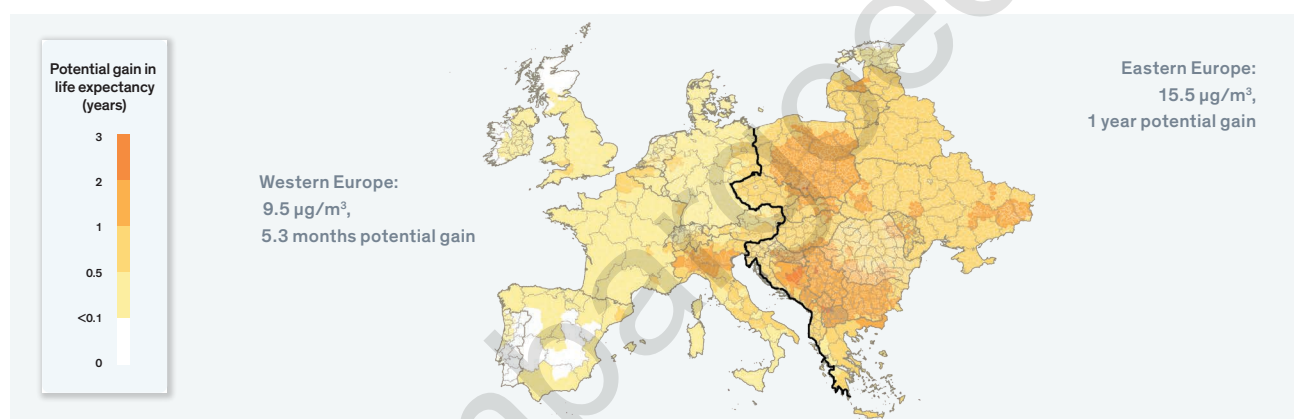 Potential gain in
life expectancy
(years)
3
2
1
0.5
<0.1
0
Western Europe:
9.5 µg/m³,
5.3 months potential gain
Eastern Europe:
15.5 µg/m³,
1 year potential gain